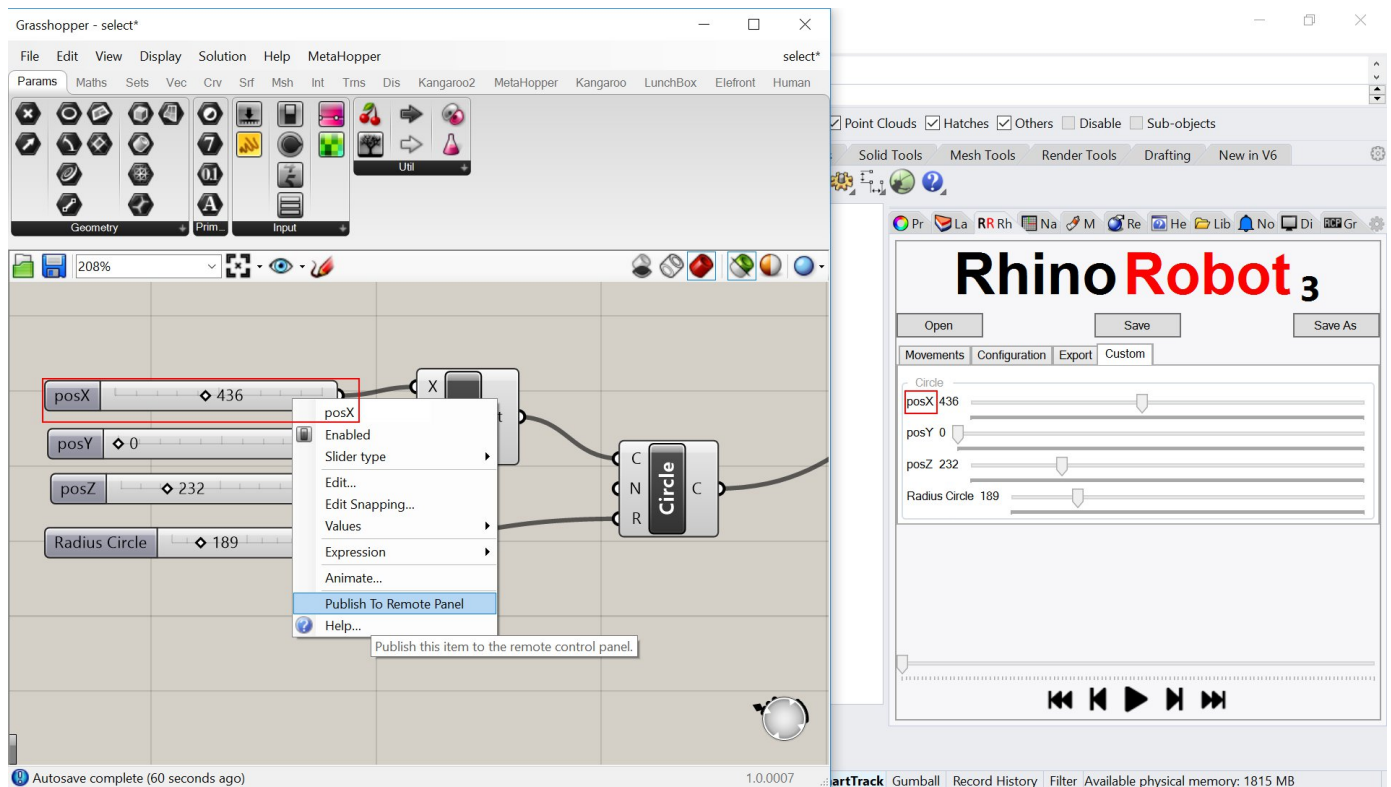 Grasshopper - select*
File Edit View Display Solution Help MetaHopper select*
Params Maths Sets Vec Crv Srf Msh Int Trns Dis Kangaroo2 MetaHopper Kangaroo LunchBox Elefront Human
Geometry Prim... Input Util
208%
posX 436
posY 0
posZ 232
Radius Circle 189
X
t
posX
Enabled
Slider type
Edit...
Edit Snapping...
Values
Expression
Animate...
Publish To Remote Panel
Help...
Publish this item to the remote control panel.
C
N
R
Circle
C
Autosave complete (60 seconds ago) 1.0.0007
Point Clouds Hatches Others Disable Sub-objects
s Solid Tools Mesh Tools Render Tools Drafting New in V6
Pr La RR Rh Na M Re He Lib No Di RCP Gr
Rhino Robot 3
Open Save Save As
Movements Configuration Export Custom
Circle
posX 436
posY 0
posZ 232
Radius Circle 189
artTrack Gumball Record History Filter Available physical memory: 1815 MB